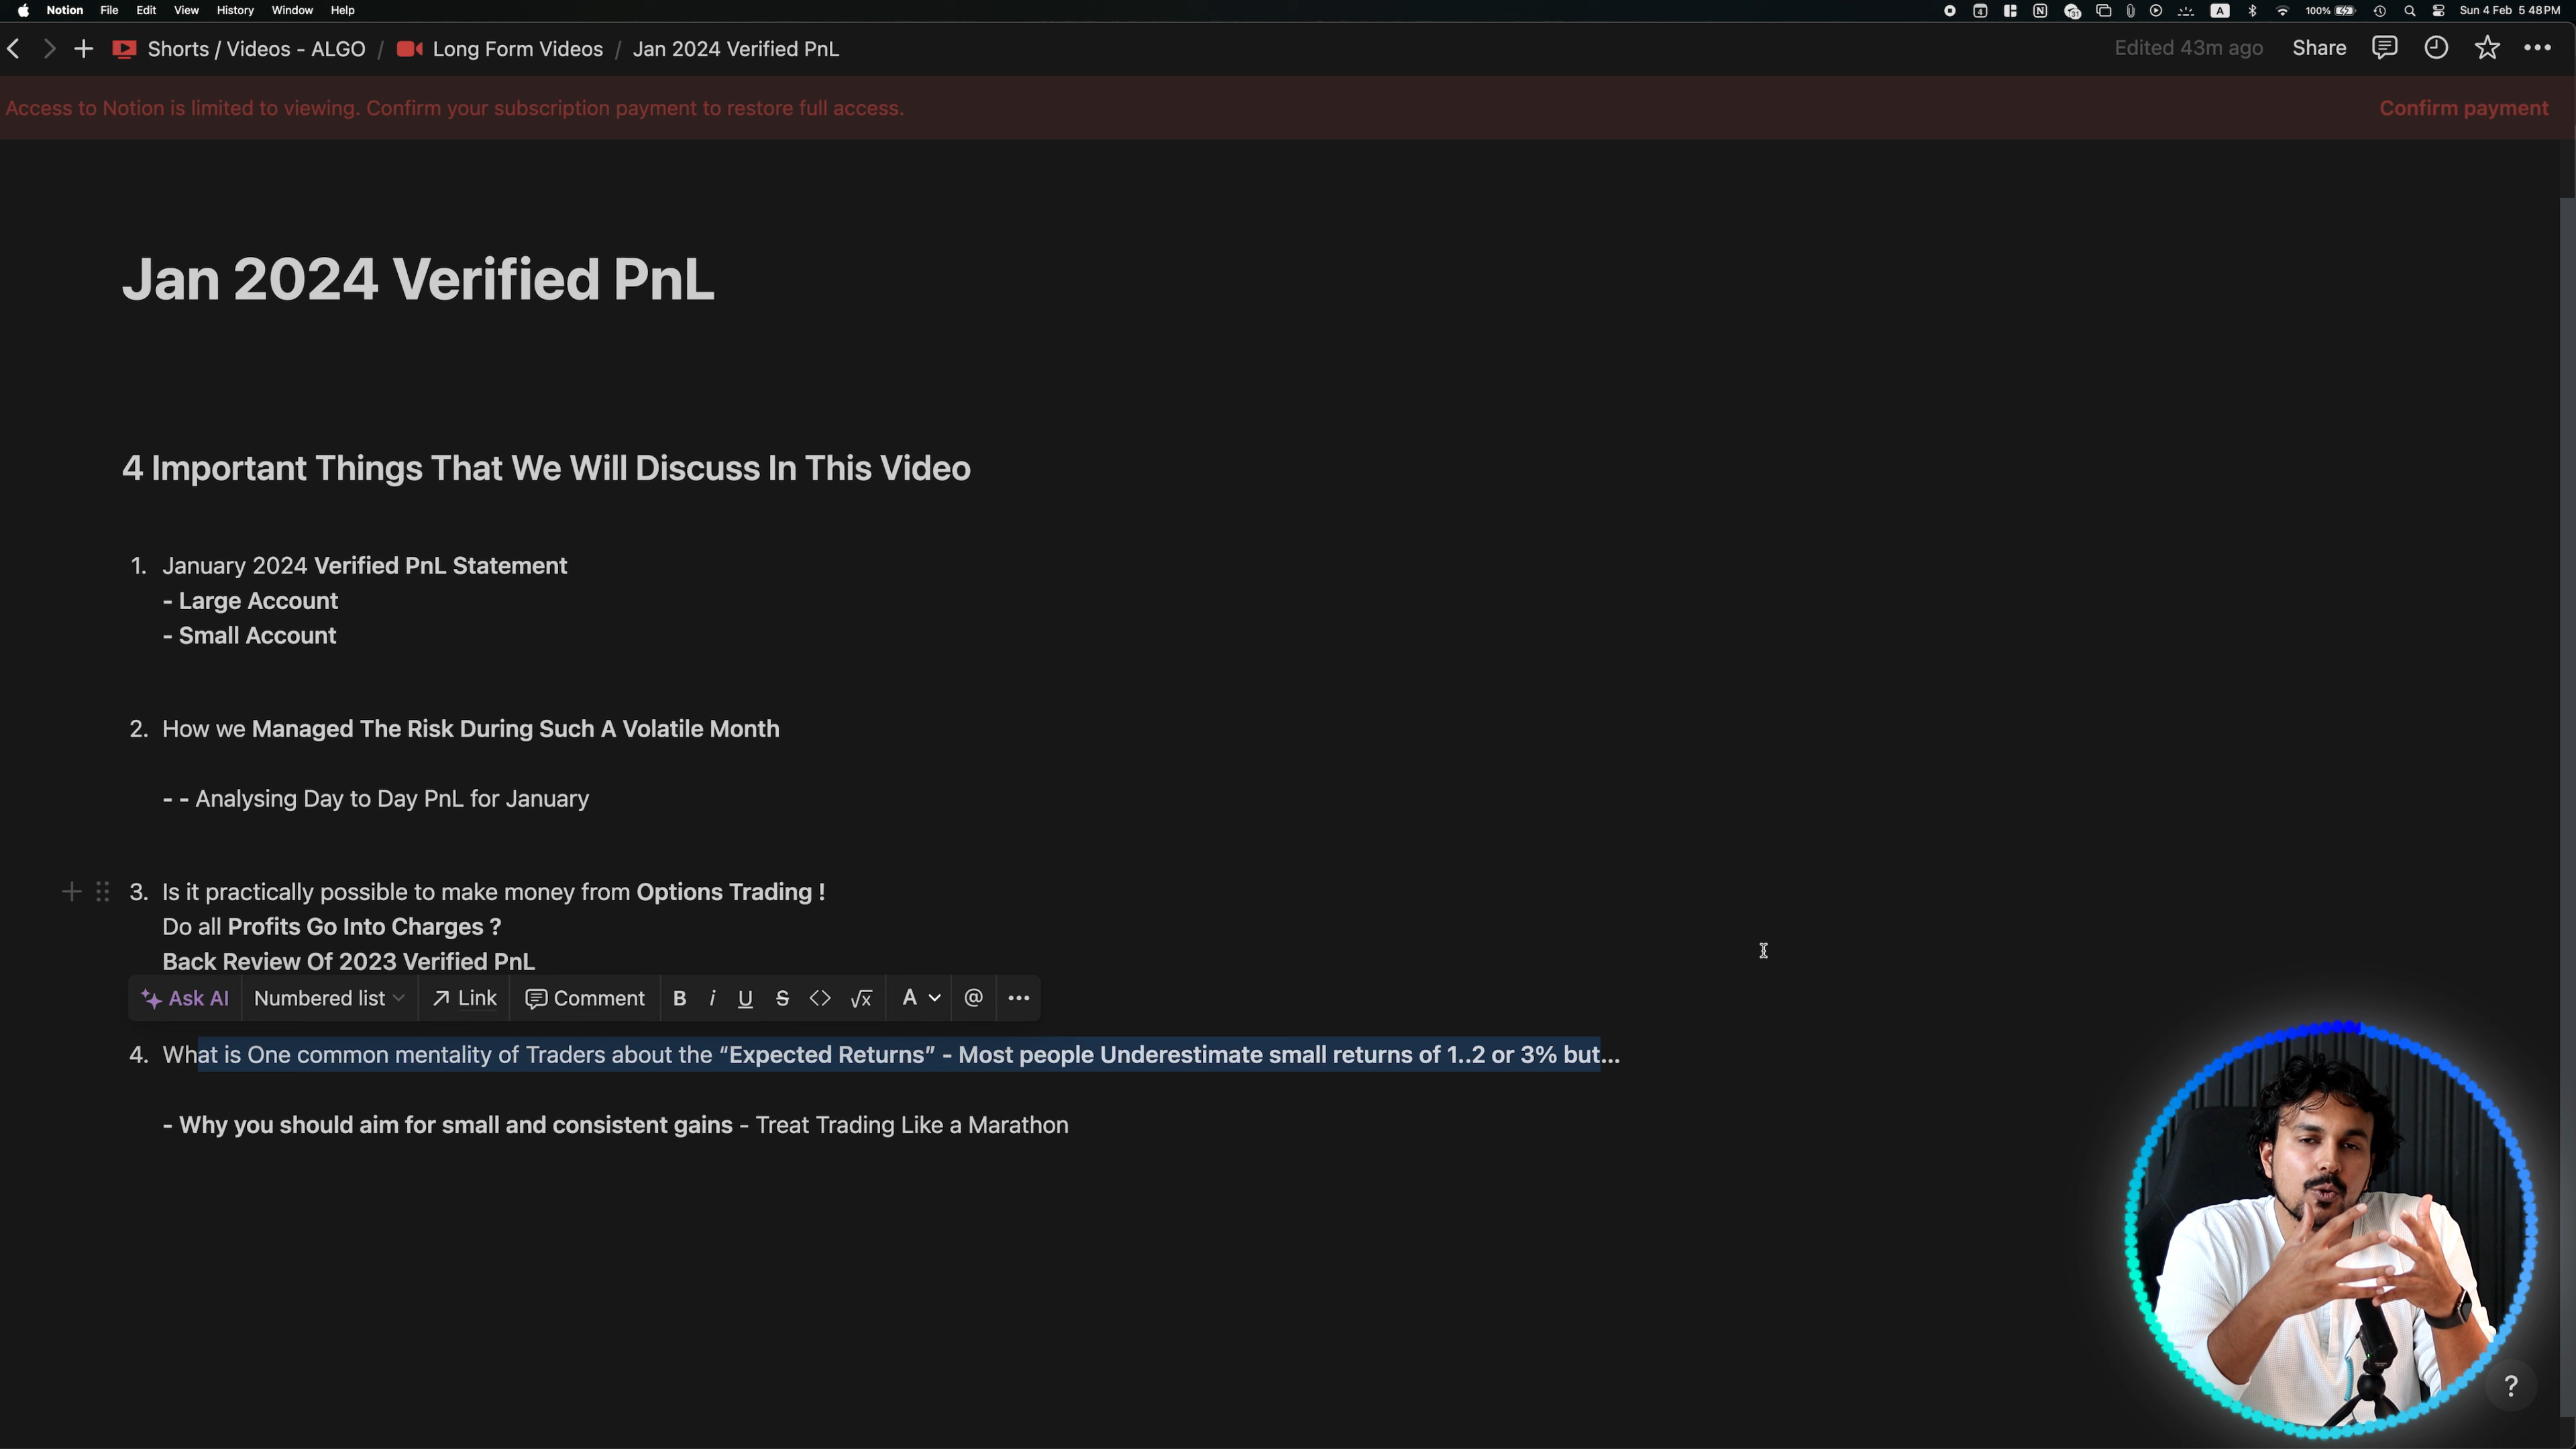 Notion File Edit View History Window Help
4 N 31 A 100% Sun 4 Feb 5 48 PM
Shorts / Videos - ALGO / Long Form Videos / Jan 2024 Verified PnL
Edited 43m ago Share
Access to Notion is limited to viewing. Confirm your subscription payment to restore full access. Confirm payment
Jan 2024 Verified PnL
4 Important Things That We Will Discuss In This Video
1. January 2024 Verified PnL Statement
- Large Account
- Small Account
2. How we Managed The Risk During Such A Volatile Month
- - Analysing Day to Day PnL for January
3. Is it practically possible to make money from Options Trading !
Do all Profits Go Into Charges ?
Back Review Of 2023 Verified PnL
Ask AI Numbered list Link Comment B i U S <> √x A @ •••
4. What is One common mentality of Traders about the “Expected Returns” - Most people Underestimate small returns of 1..2 or 3% but...
- Why you should aim for small and consistent gains - Treat Trading Like a Marathon
?